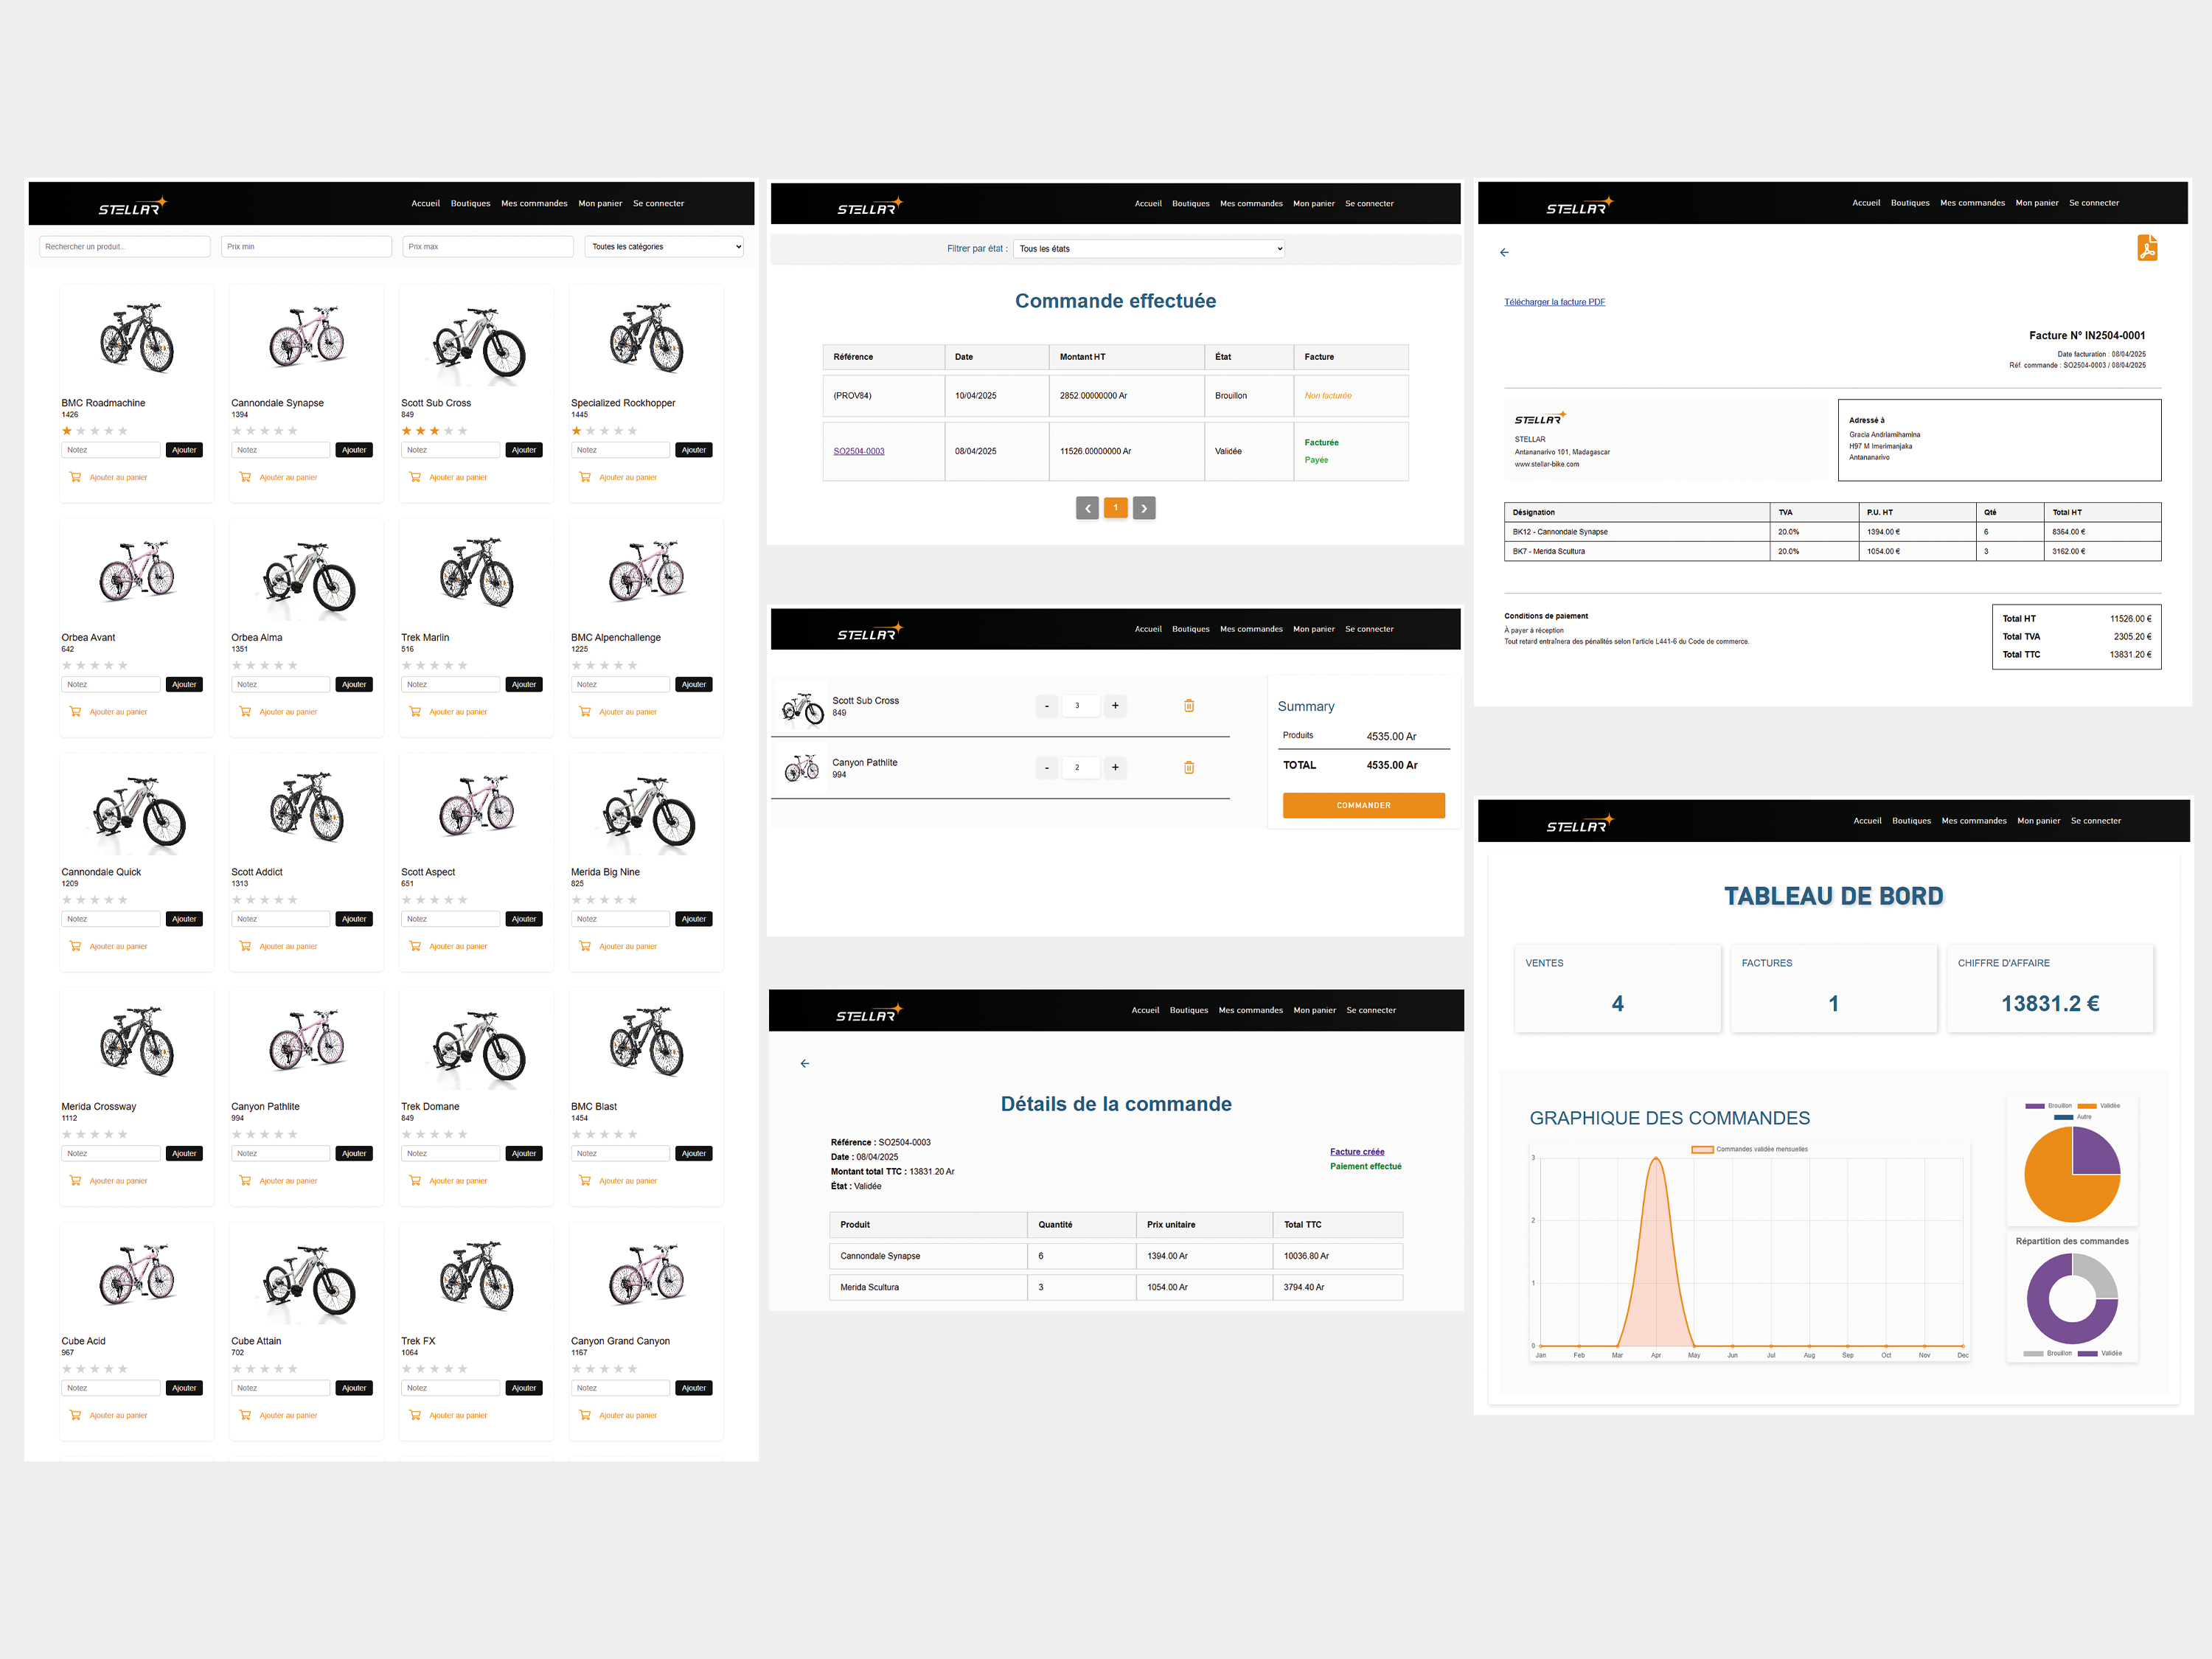 STELLAR
Accueil Boutiques Mes commandes Mon panier Se connecter
Rechercher un produit... Prix min Prix max Toutes les catégories
BMC Roadmachine Cannondale Synapse Scott Sub Cross Specialized Rockhopper
1426 1394 849 1445
Notez Ajouter Notez Ajouter Notez Ajouter Notez Ajouter
Ajouter au panier Ajouter au panier Ajouter au panier Ajouter au panier
Orbea Avant Orbea Alma Trek Marlin BMC Alpenchallenge
642 1351 516 1225
Notez Ajouter Notez Ajouter Notez Ajouter Notez Ajouter
Ajouter au panier Ajouter au panier Ajouter au panier Ajouter au panier
Cannondale Quick Scott Addict Scott Aspect Merida Big Nine
1209 1313 651 825
Notez Ajouter Notez Ajouter Notez Ajouter Notez Ajouter
Ajouter au panier Ajouter au panier Ajouter au panier Ajouter au panier
Merida Crossway Canyon Pathlite Trek Domane BMC Blast
1112 994 849 1454
Notez Ajouter Notez Ajouter Notez Ajouter Notez Ajouter
Ajouter au panier Ajouter au panier Ajouter au panier Ajouter au panier
Cube Acid Cube Attain Trek FX Canyon Grand Canyon
967 702 1064 1167
Notez Ajouter Notez Ajouter Notez Ajouter Notez Ajouter
Ajouter au panier Ajouter au panier Ajouter au panier Ajouter au panier
STELLAR
Accueil Boutiques Mes commandes Mon panier Se connecter
Filtrer par état : Tous les états
Commande effectuée
Référence Date Montant HT État Facture
(PROV84) 10/04/2025 2852.00000000 Ar Brouillon Non facturée
SO2504-0003 08/04/2025 11526.00000000 Ar Validée Facturée
Payée
1
STELLAR
Accueil Boutiques Mes commandes Mon panier Se connecter
Scott Sub Cross
849
- 3 +
Canyon Pathlite
994
- 2 +
Summary
Produits 4535.00 Ar
TOTAL 4535.00 Ar
COMMANDER
STELLAR
Accueil Boutiques Mes commandes Mon panier Se connecter
Détails de la commande
Référence : SO2504-0003
Date : 08/04/2025
Montant total TTC : 13831.20 Ar
État : Validée
Facture créée
Paiement effectué
Produit Quantité Prix unitaire Total TTC
Cannondale Synapse 6 1394.00 Ar 10036.80 Ar
Merida Scultura 3 1054.00 Ar 3794.40 Ar
STELLAR
Accueil Boutiques Mes commandes Mon panier Se connecter
Télécharger la facture PDF
Facture N° IN2504-0001
Date facturation : 08/04/2025
Réf. commande : SO2504-0003 / 08/04/2025
STELLAR
STELLAR
Antananarivo 101, Madagascar
www.stellar-bike.com
Adressé à
Gracia Andriamihamina
H97 M Imerimanjaka
Antananarivo
Désignation TVA P.U. HT Qté Total HT
BK12 - Cannondale Synapse 20.0% 1394.00 € 6 8364.00 €
BK7 - Merida Scultura 20.0% 1054.00 € 3 3162.00 €
Conditions de paiement
À payer à réception
Tout retard entraînera des pénalités selon l'article L441-6 du Code de commerce.
Total HT 11526.00 €
Total TVA 2305.20 €
Total TTC 13831.20 €
STELLAR
Accueil Boutiques Mes commandes Mon panier Se connecter
TABLEAU DE BORD
VENTES
4
FACTURES
1
CHIFFRE D'AFFAIRE
13831.2 €
GRAPHIQUE DES COMMANDES
Commandes validée mensuelles
3
2
1
0
Jan Feb Mar Apr May Jun Jul Aug Sep Oct Nov Dec
Brouillon Validée
Autre
Répartition des commandes
Brouillon Validée